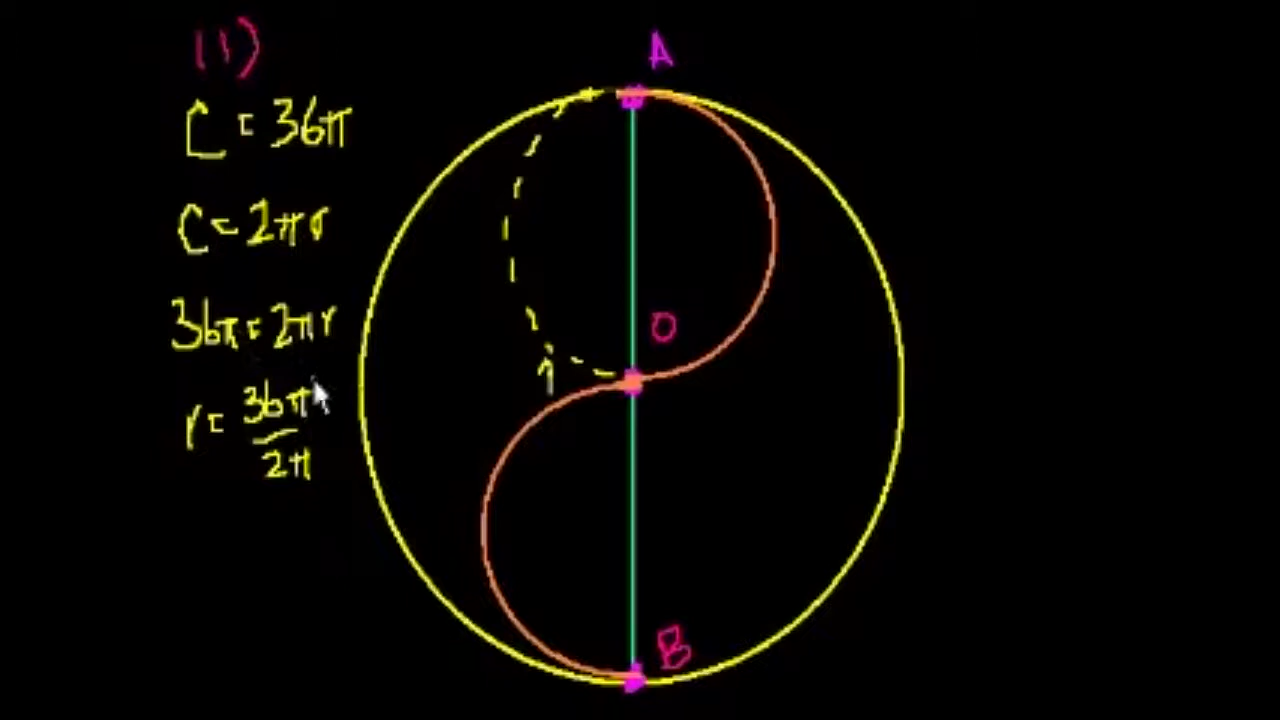 (1)
C = 36π
C = 2πr
36π = 2πr
r = 36π/2π
A
O
B